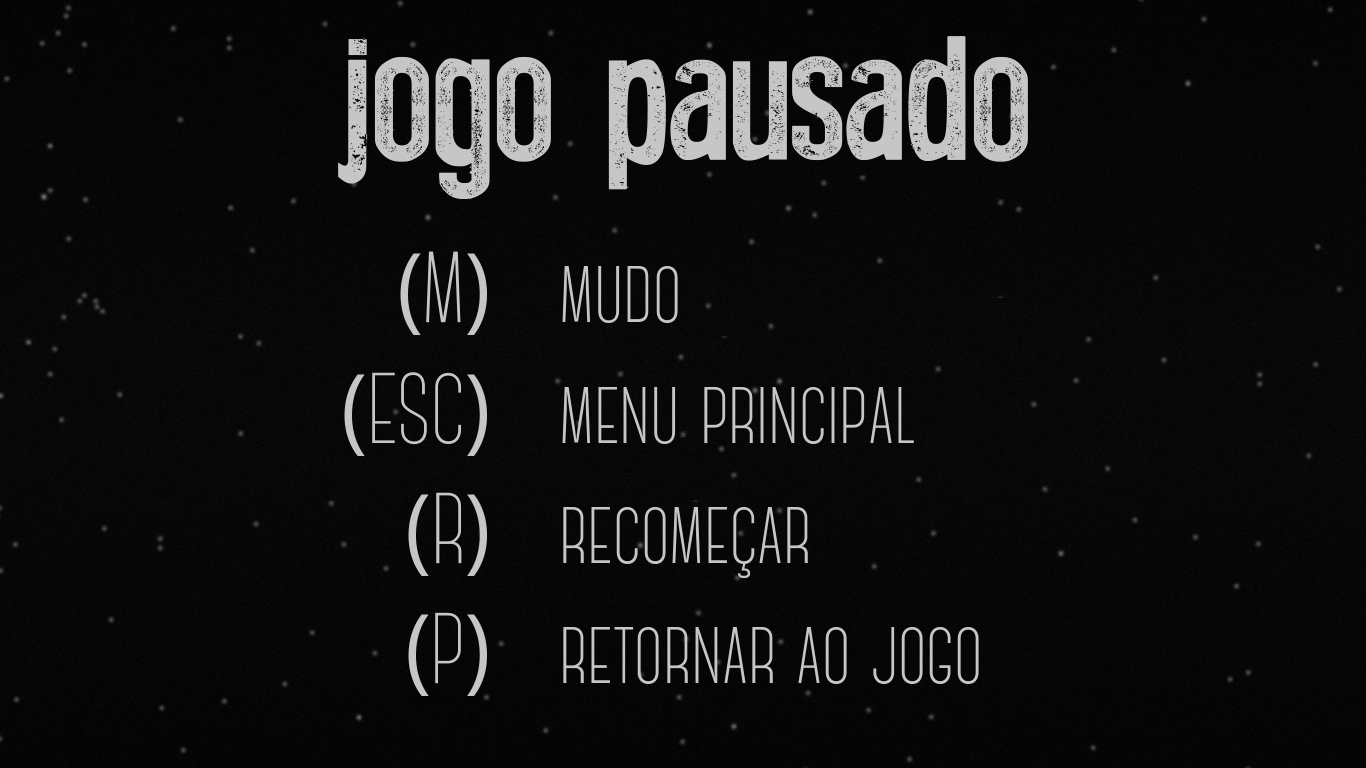 jogo pausado
(M) MUDO
(ESC) MENU PRINCIPAL
(R) RECOMEÇAR
(P) RETORNAR AO JOGO